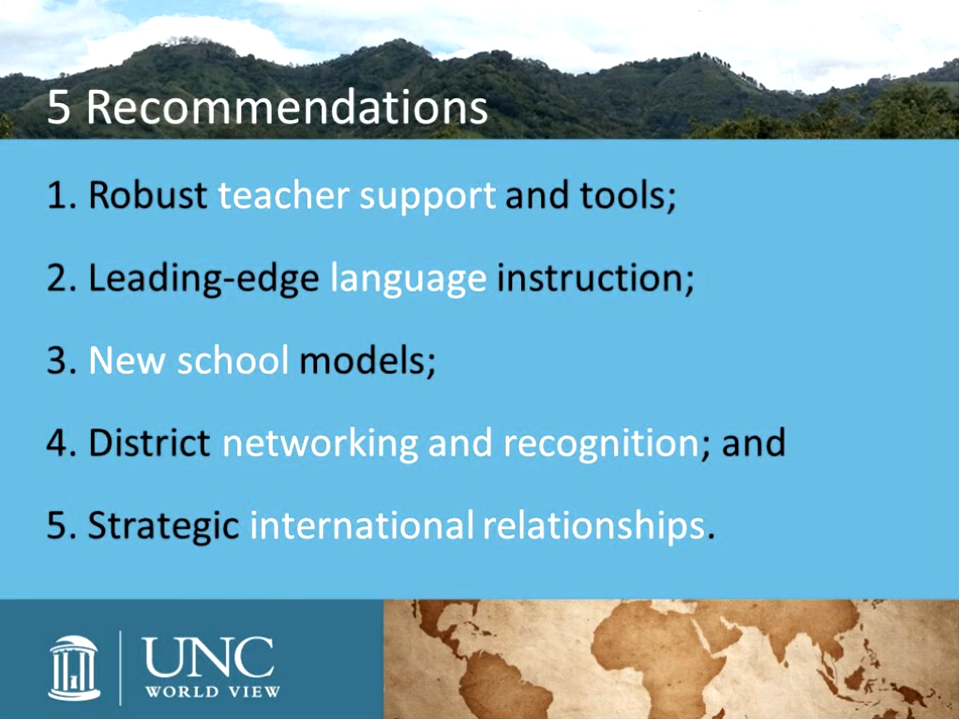 5 Recommendations
1. Robust teacher support and tools;
2. Leading-edge language instruction;
3. New school models;
4. District networking and recognition; and
5. Strategic international relationships.
UNC
WORLD VIEW